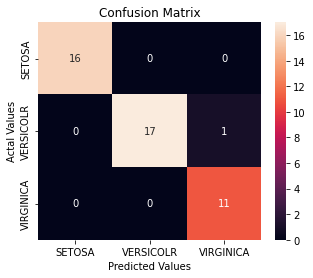 Confusion Matrix
SETOSA
16
0
0
VERSICOLR
0
17
1
VIRGINICA
0
0
11
Actal Values
SETOSA
VERSICOLR
VIRGINICA
Predicted Values
16
14
12
10
8
6
4
2
0